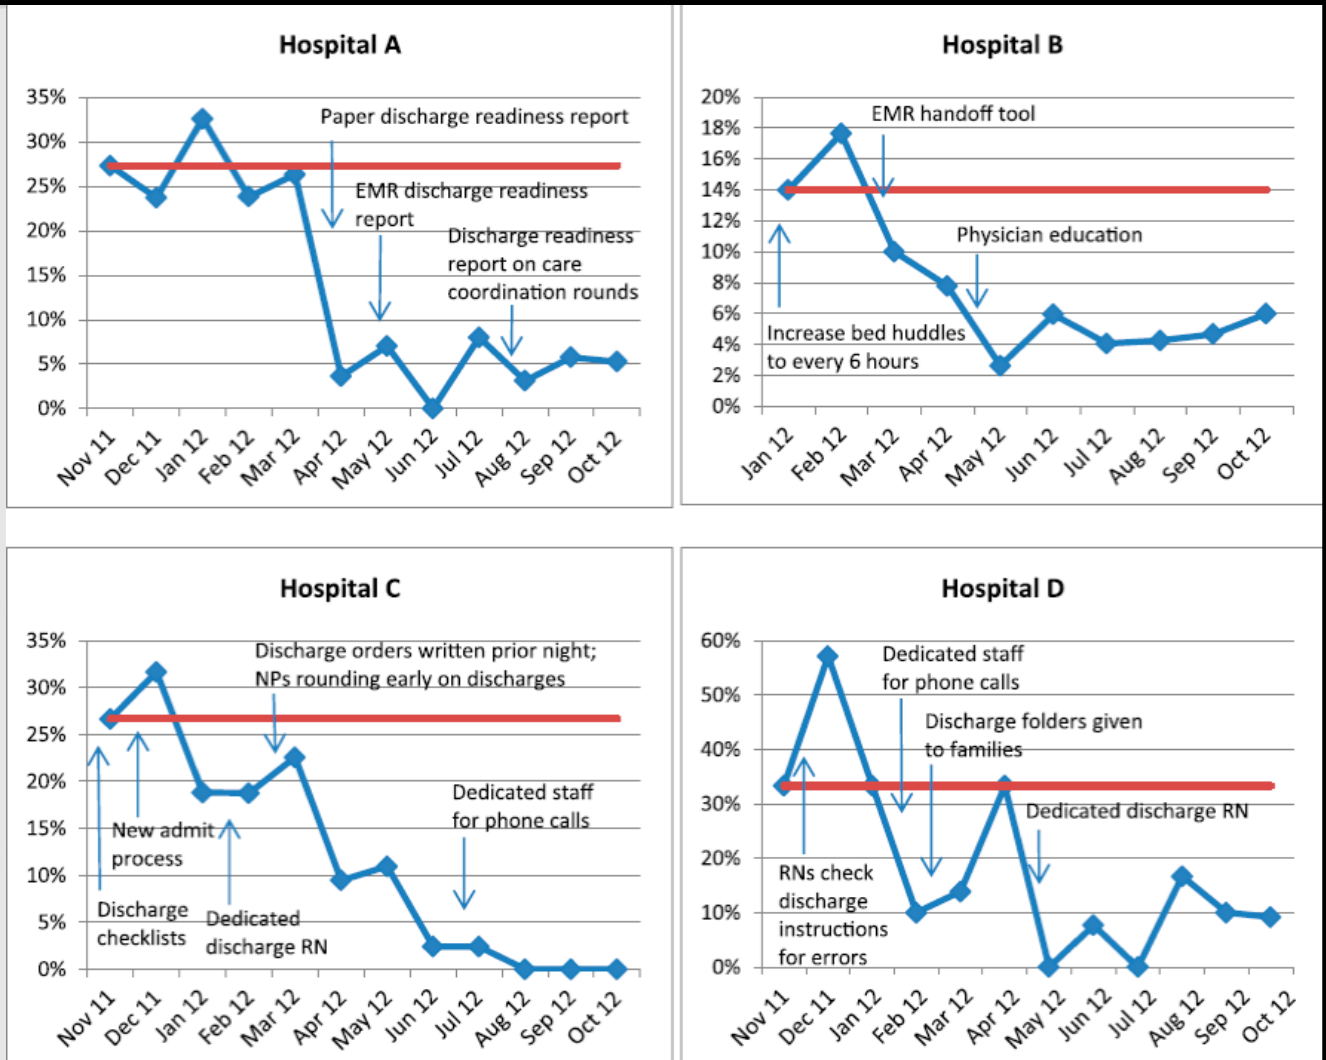 Hospital A
35%
30%
25%
20%
15%
10%
5%
0%
Paper discharge readiness report
EMR discharge readiness
report
Discharge readiness
report on care
coordination rounds
Nov 11
Dec 11
Jan 12
Feb 12
Mar 12
Apr 12
May 12
Jun 12
Jul 12
Aug 12
Sep 12
Oct 12
Hospital B
20%
18%
16%
14%
12%
10%
8%
6%
4%
2%
0%
EMR handoff tool
Physician education
Increase bed huddles
to every 6 hours
Jan 12
Feb 12
Mar 12
Apr 12
May 12
Jun 12
Jul 12
Aug 12
Sep 12
Oct 12
Hospital C
35%
30%
25%
20%
15%
10%
5%
0%
Discharge orders written prior night;
NPs rounding early on discharges
Dedicated staff
for phone calls
New admit
process
Discharge
checklists
Dedicated
discharge RN
Nov 11
Dec 11
Jan 12
Feb 12
Mar 12
Apr 12
May 12
Jun 12
Jul 12
Aug 12
Sep 12
Oct 12
Hospital D
60%
50%
40%
30%
20%
10%
0%
Dedicated staff
for phone calls
Discharge folders given
to families
Dedicated discharge RN
RNs check
discharge
instructions
for errors
Nov 11
Dec 11
Jan 12
Feb 12
Mar 12
Apr 12
May 12
Jun 12
Jul 12
Aug 12
Sep 12
Oct 12